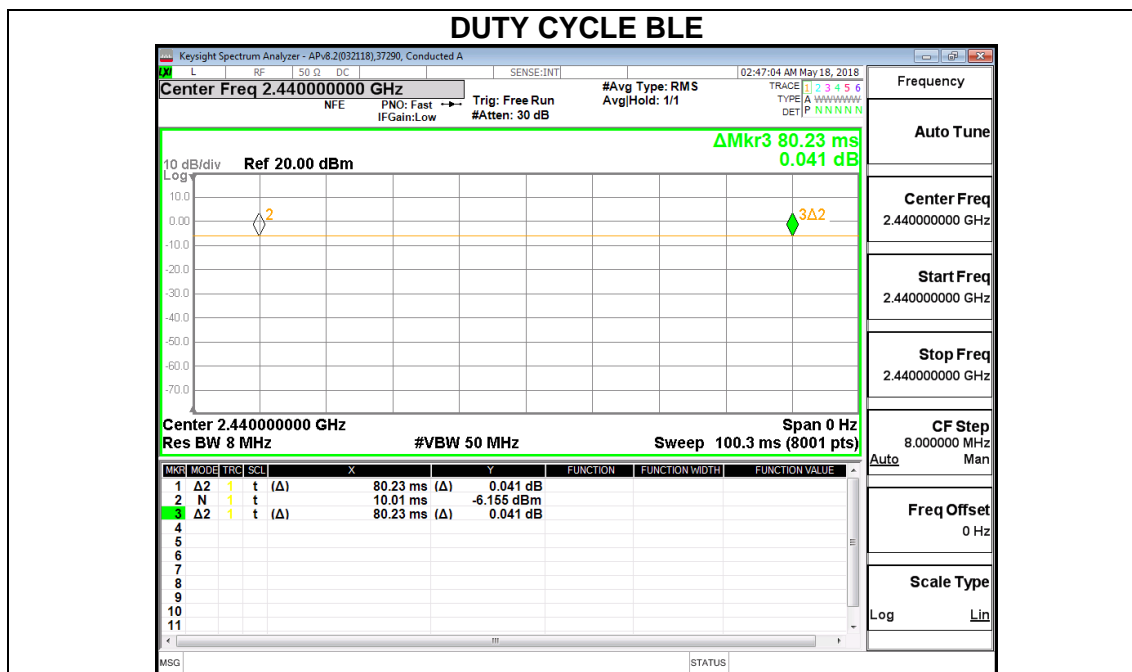 DUTY CYCLE BLE
Keysight Spectrum Analyzer - APv8.2(032118),37290, Conducted A
LXI L RF 50 Ω DC SENSE:INT 02:47:04 AM May 18, 2018
Center Freq 2.440000000 GHz #Avg Type: RMS TRACE 1 2 3 4 5 6
NFE PNO: Fast Trig: Free Run Avg|Hold: 1/1 TYPE A WWWWW
IFGain:Low #Atten: 30 dB DET P N N N N N
ΔMkr3 80.23 ms
0.041 dB
10 dB/div Ref 20.00 dBm
Log
10.0
0.00
-10.0
-20.0
-30.0
-40.0
-50.0
-60.0
-70.0
2
3Δ2
Center 2.440000000 GHz Span 0 Hz
Res BW 8 MHz #VBW 50 MHz Sweep 100.3 ms (8001 pts)
MKR MODE TRC SCL X Y FUNCTION FUNCTION WIDTH FUNCTION VALUE
1 Δ2 1 t (Δ) 80.23 ms (Δ) 0.041 dB
2 N 1 t 10.01 ms -6.155 dBm
3 Δ2 1 t (Δ) 80.23 ms (Δ) 0.041 dB
4
5
6
7
8
9
10
11
MSG STATUS
Frequency
Auto Tune
Center Freq
2.440000000 GHz
Start Freq
2.440000000 GHz
Stop Freq
2.440000000 GHz
CF Step
8.000000 MHz
Auto Man
Freq Offset
0 Hz
Scale Type
Log Lin